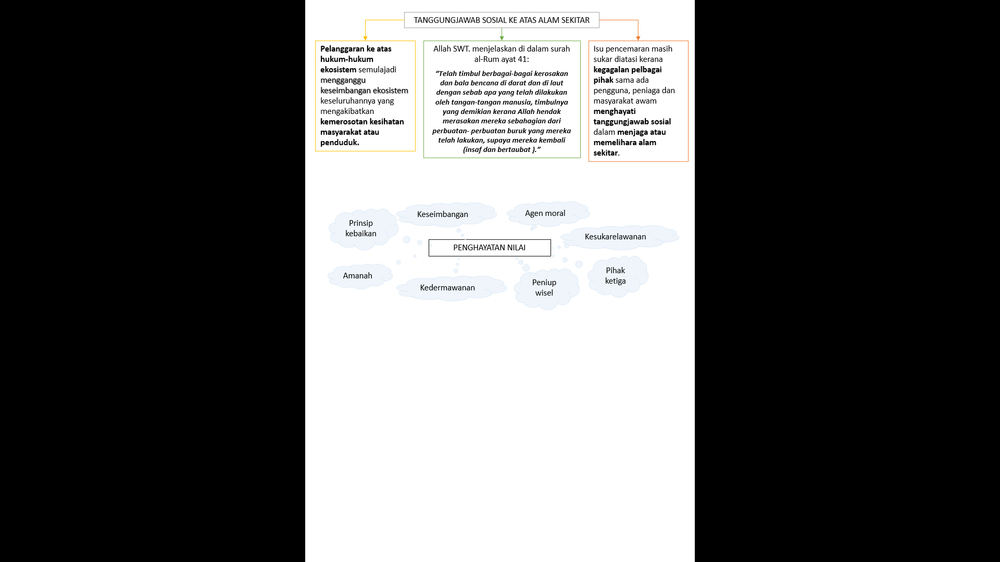 TANGGUNGJAWAB SOSIAL KE ATAS ALAM SEKITAR
Pelanggaran ke atas
hukum-hukum
ekosistem semulajadi
mengganggu
keseimbangan ekosistem
keseluruhannya yang
mengakibatkan
kemerosotan kesihatan
masyarakat atau
penduduk.
Allah SWT. menjelaskan di dalam surah
al-Rum ayat 41:
“Telah timbul berbagai-bagai kerosakan
dan bala bencana di darat dan di laut
dengan sebab apa yang telah dilakukan
oleh tangan-tangan manusia, timbulnya
yang demikian kerana Allah hendak
merasakan mereka sebahagian dari
perbuatan- perbuatan buruk yang mereka
telah lakukan, supaya mereka kembali
(insaf dan bertaubat ).”
Isu pencemaran masih
sukar diatasi kerana
kegagalan pelbagai
pihak sama ada
pengguna, peniaga dan
masyarakat awam
menghayati
tanggungjawab sosial
dalam menjaga atau
memelihara alam
sekitar.
Prinsip
kebaikan
Keseimbangan
Agen moral
Kesukarelawanan
PENGHAYATAN NILAI
Amanah
Kedermawanan
Peniup
wisel
Pihak
ketiga